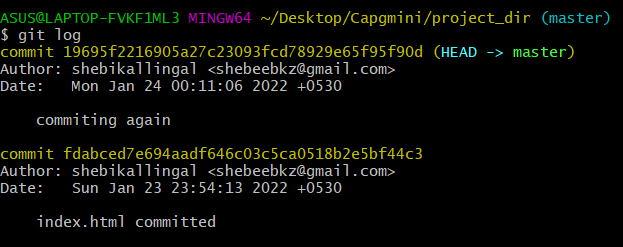 ASUS@LAPTOP-FVKF1ML3 MINGW64 ~/Desktop/Capgmini/project_dir (master)
$ git log
commit 19695f2216905a27c23093fcd78929e65f95f90d (HEAD -> master)
Author: shebikallingal <shebeebkz@gmail.com>
Date:   Mon Jan 24 00:11:06 2022 +0530
    commiting again
commit fdabced7e694aadf646c03c5ca0518b2e5bf44c3
Author: shebikallingal <shebeebkz@gmail.com>
Date:   Sun Jan 23 23:54:13 2022 +0530
    index.html committed